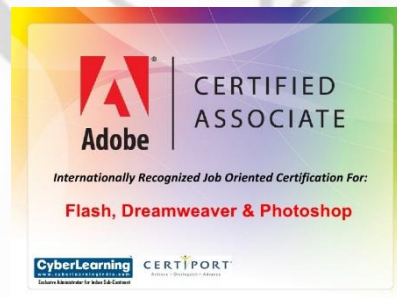 Adobe
CERTIFIED
ASSOCIATE
Internationally Recognized Job Oriented Certification For:
Flash, Dreamweaver & Photoshop
CyberLearning
www.cyberlearningindia.com
Exclusive Administrator for Indian Sub-Continent
CERTIPORT